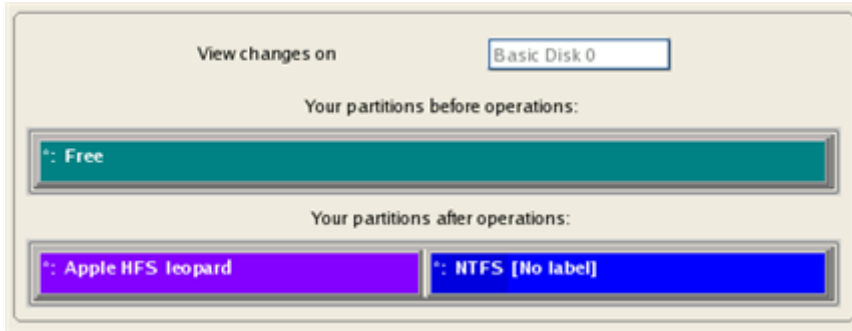 View changes on Basic Disk 0
Your partitions before operations:
*: Free
Your partitions after operations:
*: Apple HFS leopard *: NTFS [No label]